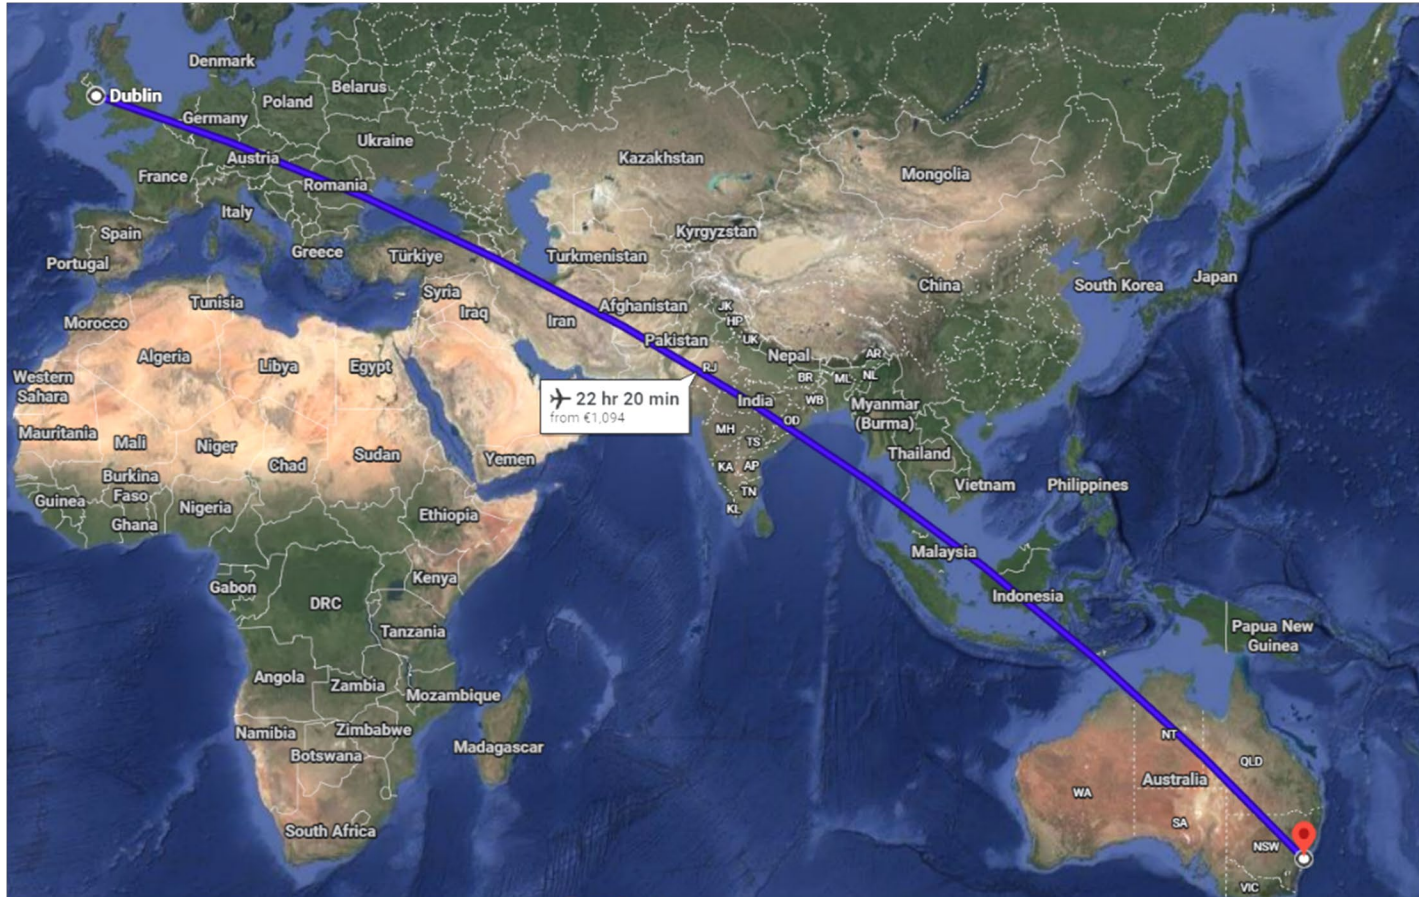 Denmark
Belarus
Dublin
Poland
Germany
Ukraine
Austria
Kazakhstan
France
Mongolia
Romania
Italy
Spain
Kyrgyzstan
Greece
Türkiye
Turkmenistan
Portugal
Japan
South Korea
China
Syria
Tunisia
Afghanistan
JK
Iraq
Iran
HP
Morocco
Pakistan
UK
Algeria
Nepal
AR
Libya
Egypt
RJ
BR
ML
NL
Western
Sahara
22 hr 20 min
from €1,094
India
WB
Myanmar
(Burma)
OD
Mauritania
Mali
Niger
MH
TS
Chad
Sudan
Yemen
Thailand
KA
AP
Burkina
Faso
TN
Vietnam
Philippines
Guinea
Nigeria
KL
Ghana
Ethiopia
Malaysia
Kenya
Gabon
DRC
Indonesia
Tanzania
Papua New
Guinea
Angola
Zambia
Mozambique
Namibia
Zimbabwe
NT
Botswana
Madagascar
QLD
Australia
WA
SA
South Africa
NSW
VIC